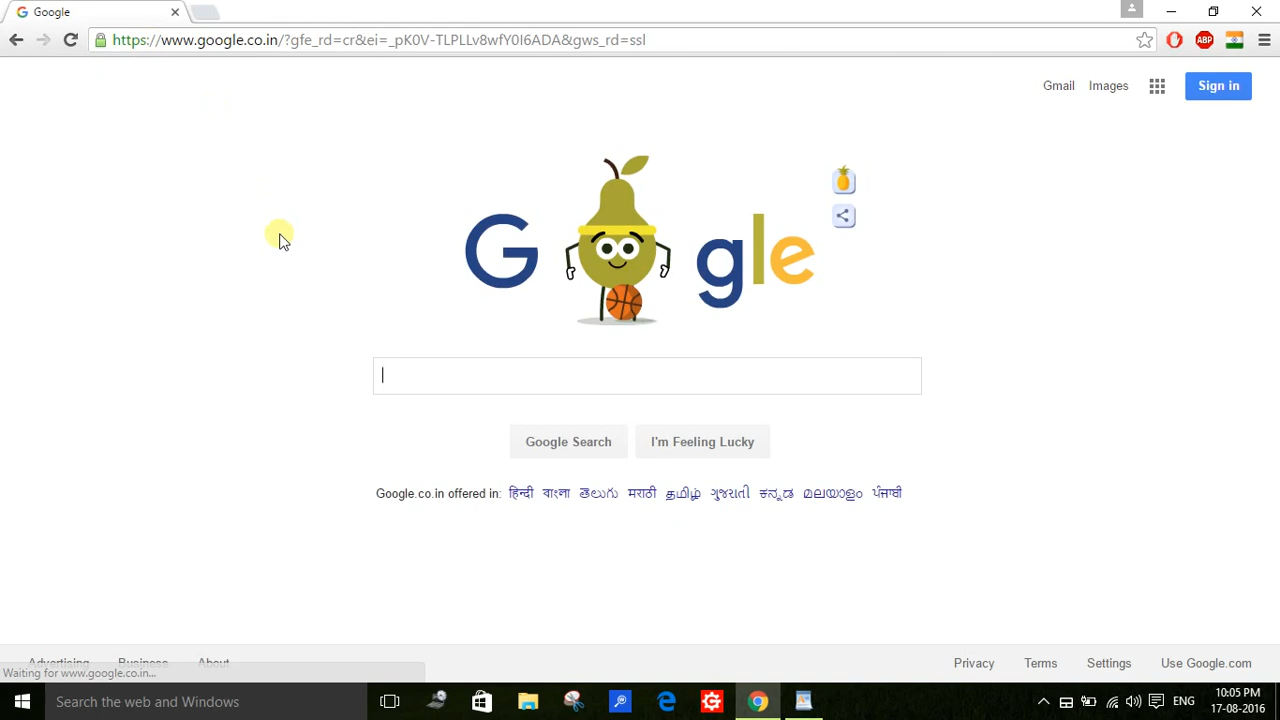 Google
https://www.google.co.in/?gfe_rd=cr&ei=_pK0V-TLPLLv8wfY0I6ADA&gws_rd=ssl
ABP
Gmail Images Sign in
G gle
Google Search I'm Feeling Lucky
Google.co.in offered in: हिन्दी বাংলা తెలుగు मराठी தமிழ் ગુજરાતી ಕನ್ನಡ മലയാളം ਪੰਜਾਬੀ
Advertising Business About Privacy Terms Settings Use Google.com
Waiting for www.google.co.in...
Search the web and Windows ENG 10:05 PM
17-08-2016